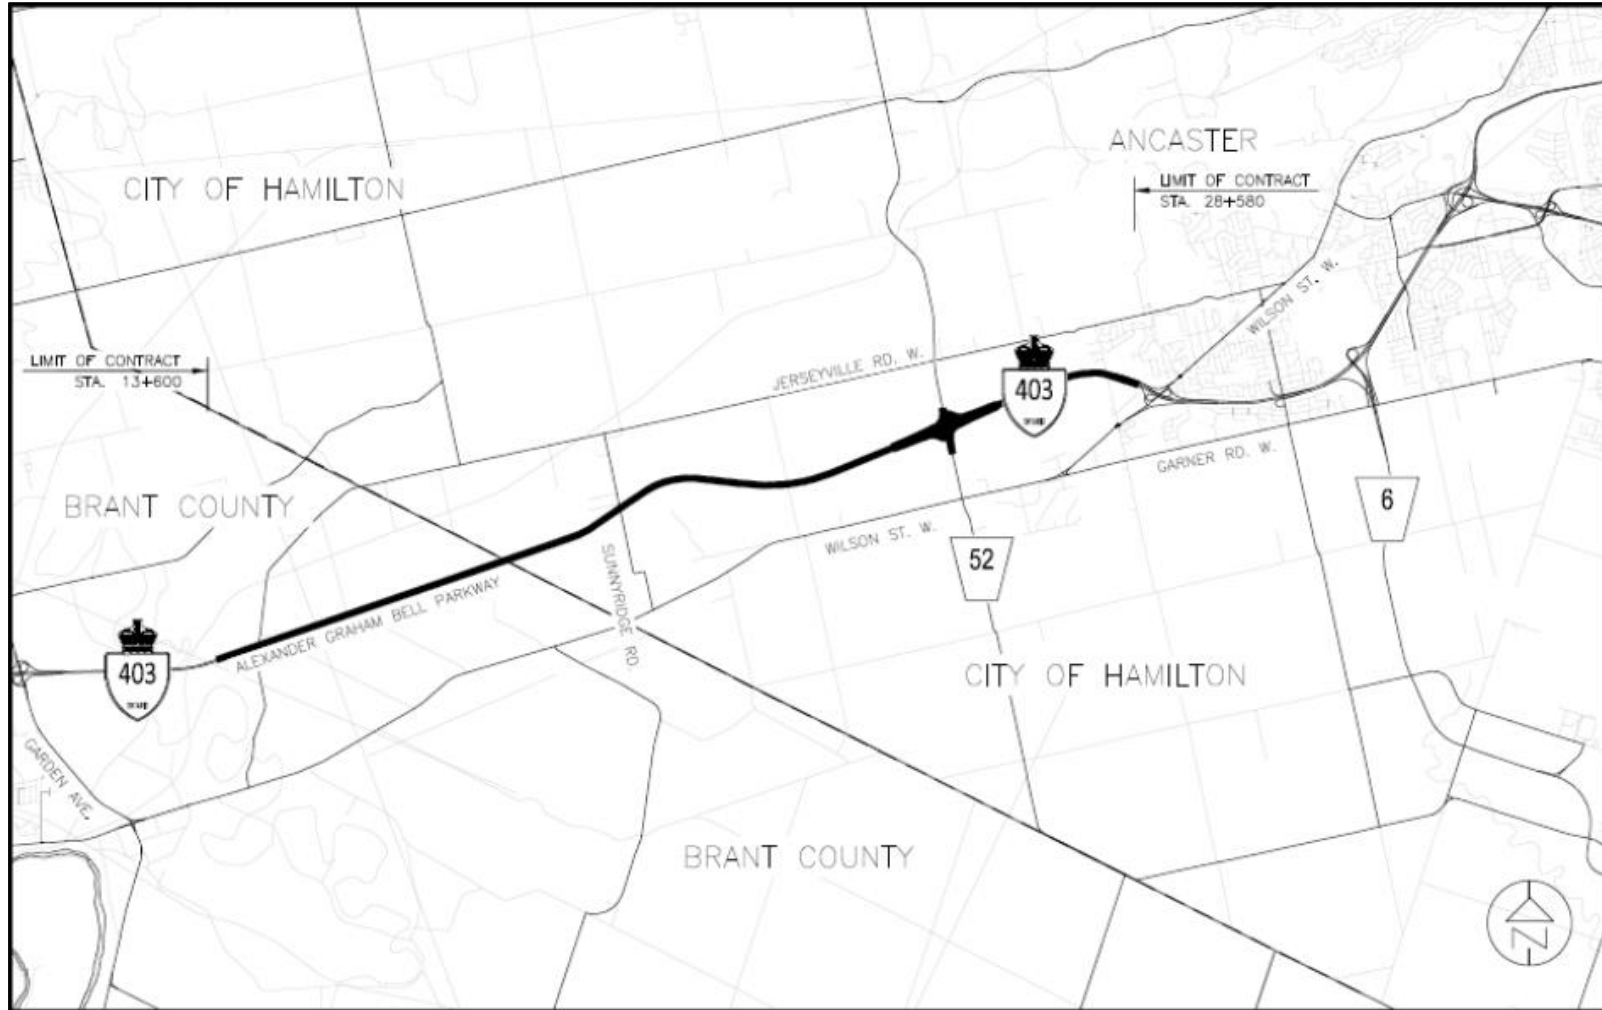 ANCASTER
LIMIT OF CONTRACT
STA. 28+580
CITY OF HAMILTON
WILSON ST. W.
LIMIT OF CONTRACT
STA. 13+600
JERSEYVILLE RD. W.
403
GARNER RD. W.
BRANT COUNTY
6
WILSON ST. W.
52
SUNNYRIDGE RD.
ALEXANDER GRAHAM BELL PARKWAY
403
CITY OF HAMILTON
GARDEN AVE.
BRANT COUNTY
N